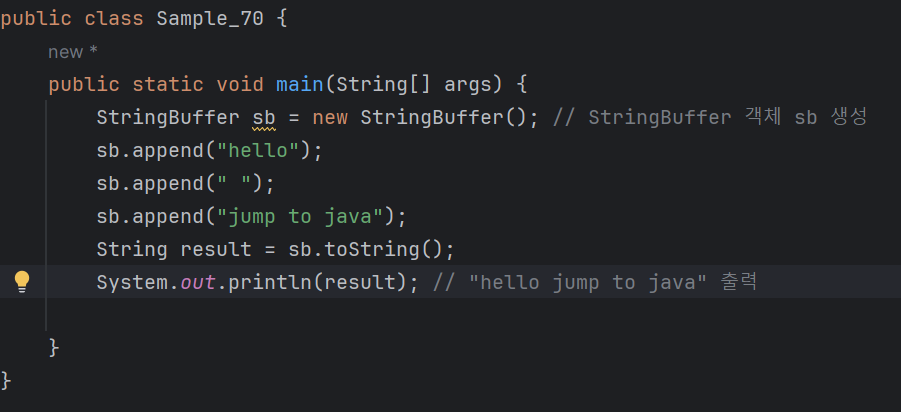 public class Sample_70 {
new *
public static void main(String[] args) {
StringBuffer sb = new StringBuffer(); // StringBuffer 객체 sb 생성
sb.append("hello");
sb.append(" ");
sb.append("jump to java");
String result = sb.toString();
System.out.println(result); // "hello jump to java" 출력
}
}